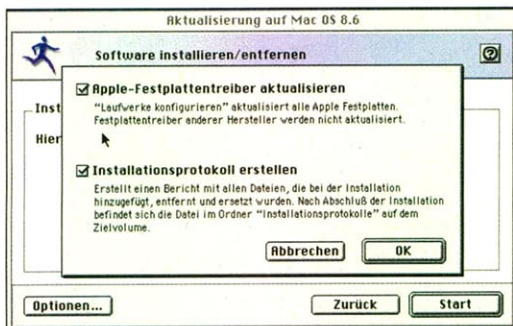 Aktualisierung auf Mac OS 8.6
Software installieren/entfernen
?
Inst
Hier
Apple-Festplattentreiber aktualisieren
"Laufwerke konfigurieren" aktualisiert alle Apple Festplatten.
Festplattentreiber anderer Hersteller werden nicht aktualisiert.
Installationsprotokoll erstellen
Erstellt einen Bericht mit allen Dateien, die bei der Installation
hinzugefügt, entfernt und ersetzt wurden. Nach Abschluß der Installation
befindet sich die Datei im Ordner "Installationsprotokolle" auf dem
Zielvolume.
Abbrechen
OK
Optionen...
Zurück
Start